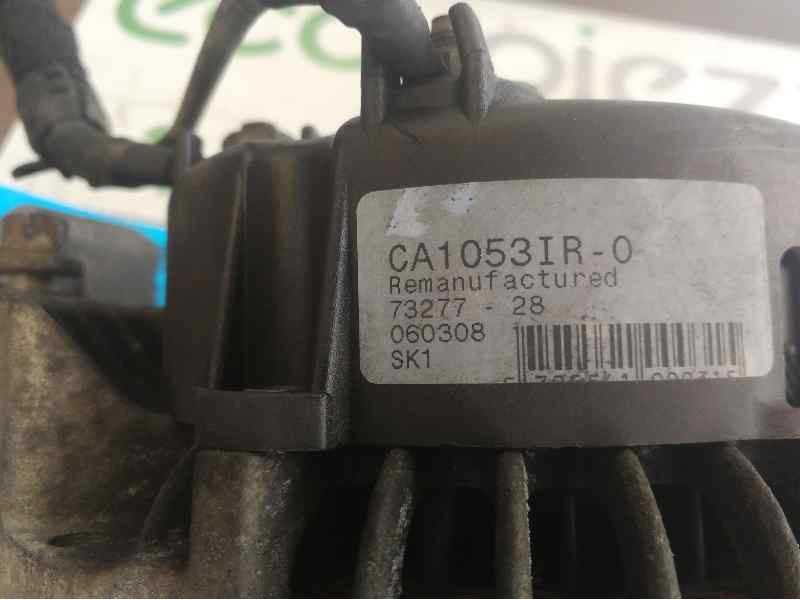 CA1053IR-0
Remanufactured
73277 - 28
060308
SK1